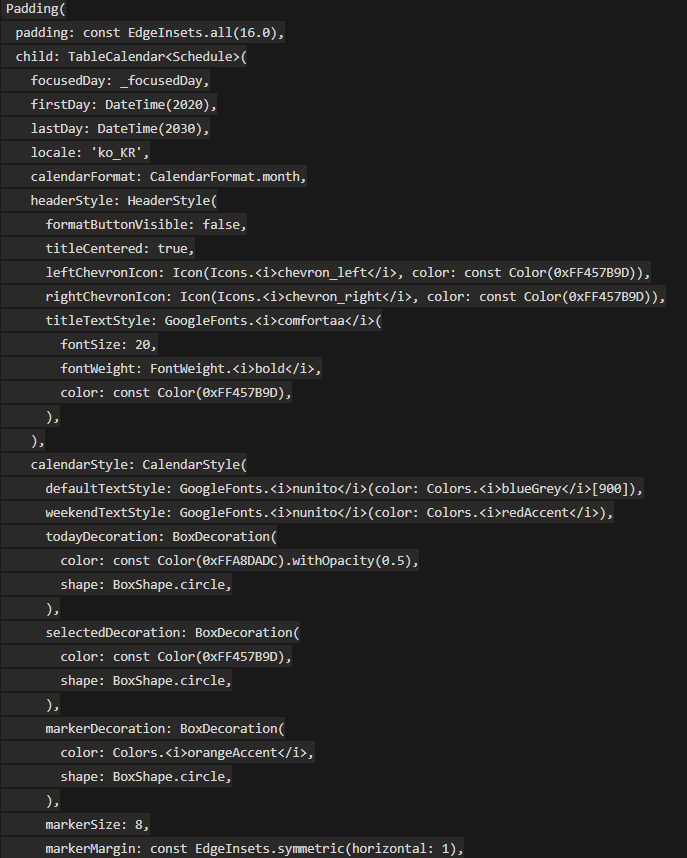 Padding(
padding: const EdgeInsets.all(16.0),
child: TableCalendar<Schedule>(
focusedDay: _focusedDay,
firstDay: DateTime(2020),
lastDay: DateTime(2030),
locale: 'ko_KR',
calendarFormat: CalendarFormat.month,
headerStyle: HeaderStyle(
formatButtonVisible: false,
titleCentered: true,
leftChevronIcon: Icon(Icons.<i>chevron_left</i>, color: const Color(0xFF457B9D)),
rightChevronIcon: Icon(Icons.<i>chevron_right</i>, color: const Color(0xFF457B9D)),
titleTextStyle: GoogleFonts.<i>comfortaa</i>(
fontSize: 20,
fontWeight: FontWeight.<i>bold</i>,
color: const Color(0xFF457B9D),
),
),
calendarStyle: CalendarStyle(
defaultTextStyle: GoogleFonts.<i>nunito</i>(color: Colors.<i>blueGrey</i>[900]),
weekendTextStyle: GoogleFonts.<i>nunito</i>(color: Colors.<i>redAccent</i>),
todayDecoration: BoxDecoration(
color: const Color(0xFFA8DADC).withOpacity(0.5),
shape: BoxShape.circle,
),
selectedDecoration: BoxDecoration(
color: const Color(0xFF457B9D),
shape: BoxShape.circle,
),
markerDecoration: BoxDecoration(
color: Colors.<i>orangeAccent</i>,
shape: BoxShape.circle,
),
markerSize: 8,
markerMargin: const EdgeInsets.symmetric(horizontal: 1),